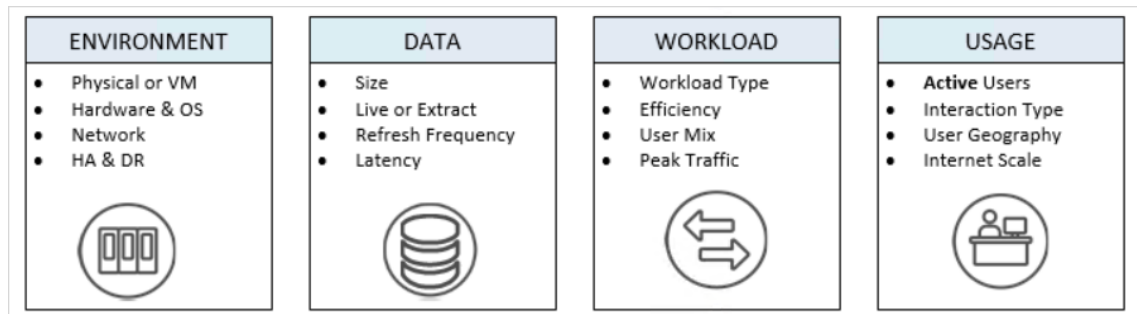 ENVIRONMENT
• Physical or VM
• Hardware & OS
• Network
• HA & DR
DATA
• Size
• Live or Extract
• Refresh Frequency
• Latency
WORKLOAD
• Workload Type
• Efficiency
• User Mix
• Peak Traffic
USAGE
• Active Users
• Interaction Type
• User Geography
• Internet Scale